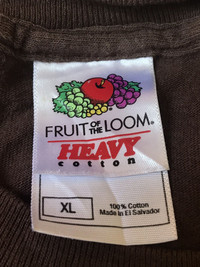 FRUIT OF THE LOOM®
HEAVY
cotton
XL
100% Cotton
Made in El Salvador